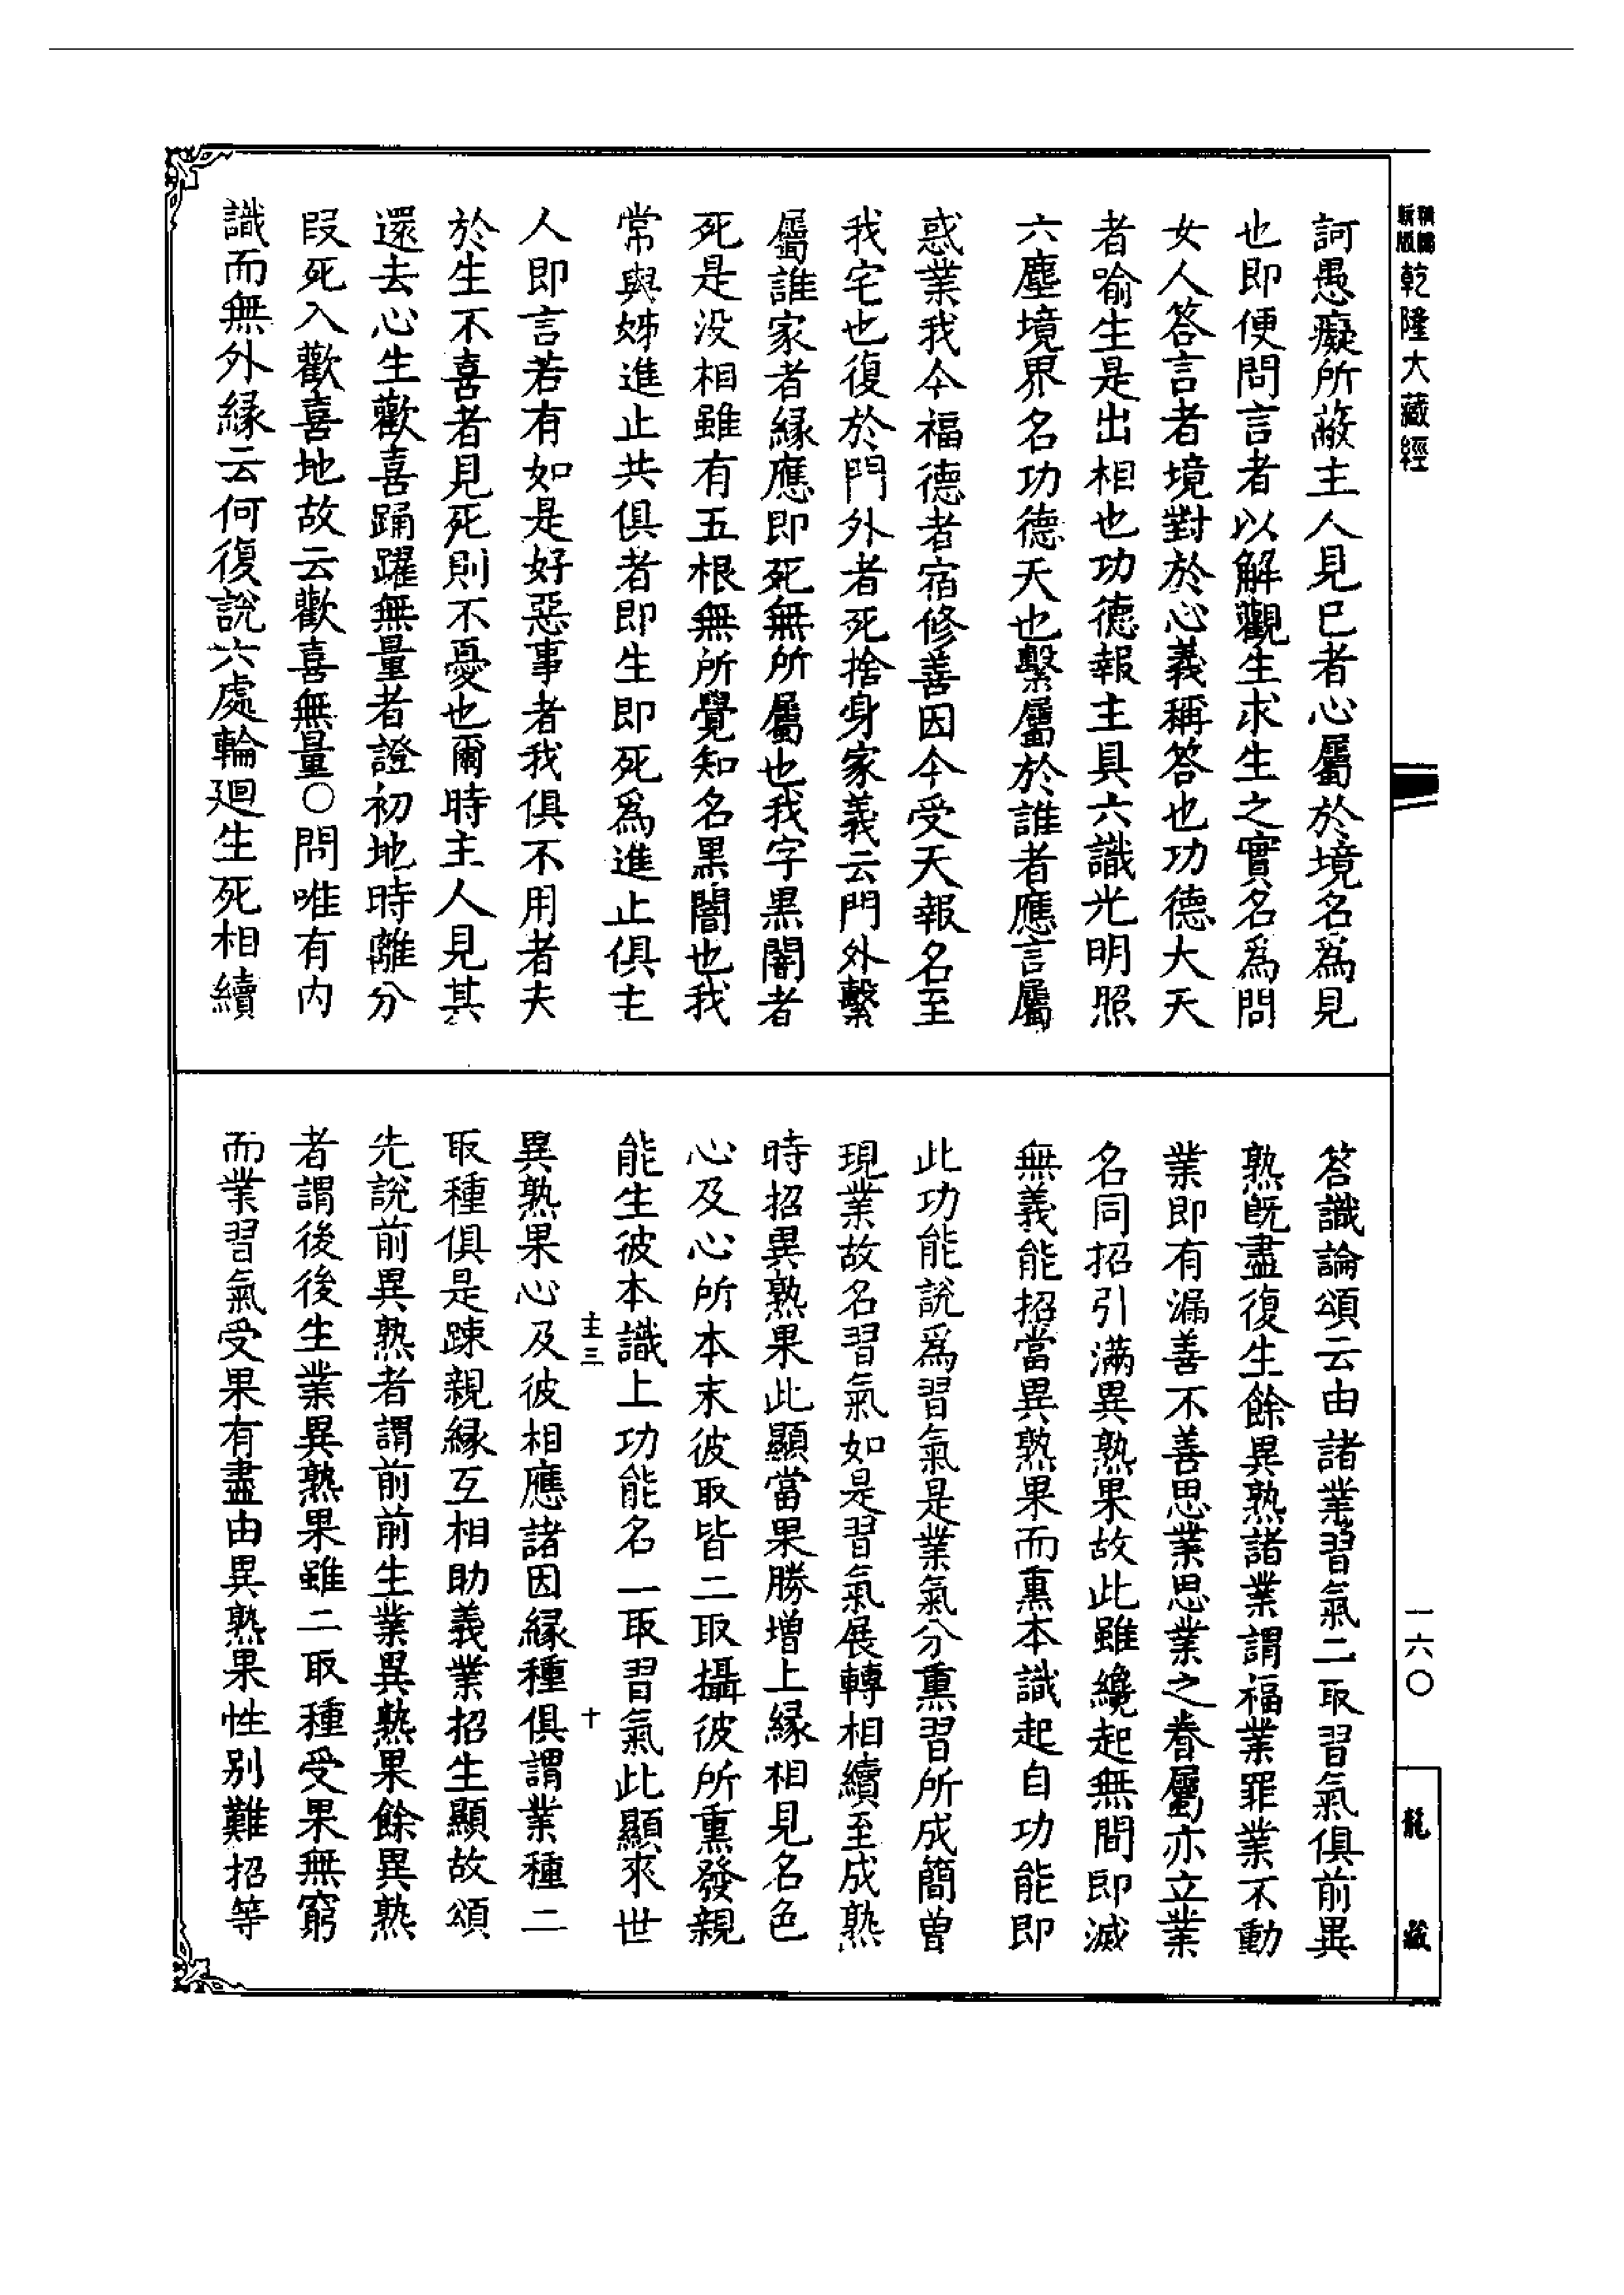 乾隆大藏經
訶愚癡所蔽主人見已者心屬於境名為見
也即便問言者以解觀生求生之實名為問
女人答言者境對於心義稱答也功德大天
者喻生是出相也功德報主具六識光明照
六塵境界名功德天也繫屬於誰者應言屬
惑業我今福德者宿修善因今受天報名至
我宅也復於門外者死捨身家義云門外繫
屬誰家者緣應即死無所屬也我字黑闇者
死是没相雖有五根無所覺知名黑闇也我
常與姊進止共俱者即生即死為進止俱主
人即言若有如是好惡事者我俱不用者夫
於生不喜者見死則不憂也爾時主人見其
還去心生歡喜踊躍無量者證初地時離分
段死入歡喜地故云歡喜無量〇問唯有内
識而無外緣云何復說六處輪迴生死相續
答識論頌云由諸業習氣二取習氣俱前異
熟既盡復生餘異熟諸業謂福業罪業不動
業即有漏善不善思業思業之眷屬亦立業
名同招引滿異熟果故此雖纔起無間即滅
無義能招當異熟果而熏本識起自功能即
此功能說為習氣是業氣分熏習所成簡曾
現業故名習氣如是習氣展轉相續至成熟
時招異熟果此顯當果勝增上緣相見名色
心及心所本末彼取皆二取攝彼所熏發親
能生彼本識上功能名二取習氣此顯來世
主三 十
異熟果心及彼相應諸因緣種俱謂業種二
取種俱是踈親緣互相助義業招生顯故頌
先說前異熟者謂前前生業異熟果餘異熟
者謂後後生業異熟果雖二取種受果無窮
而業習氣受果有盡由異熟果性別難招等
一六〇
龍藏